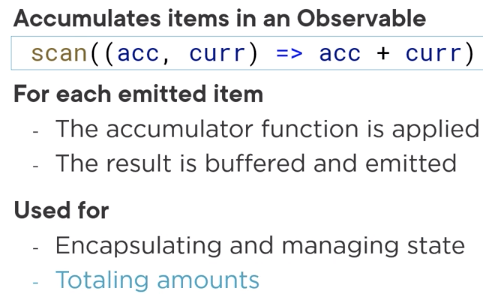 Accumulates items in an Observable
scan((acc, curr) => acc + curr)
For each emitted item
- The accumulator function is applied
- The result is buffered and emitted
Used for
- Encapsulating and managing state
- Totaling amounts